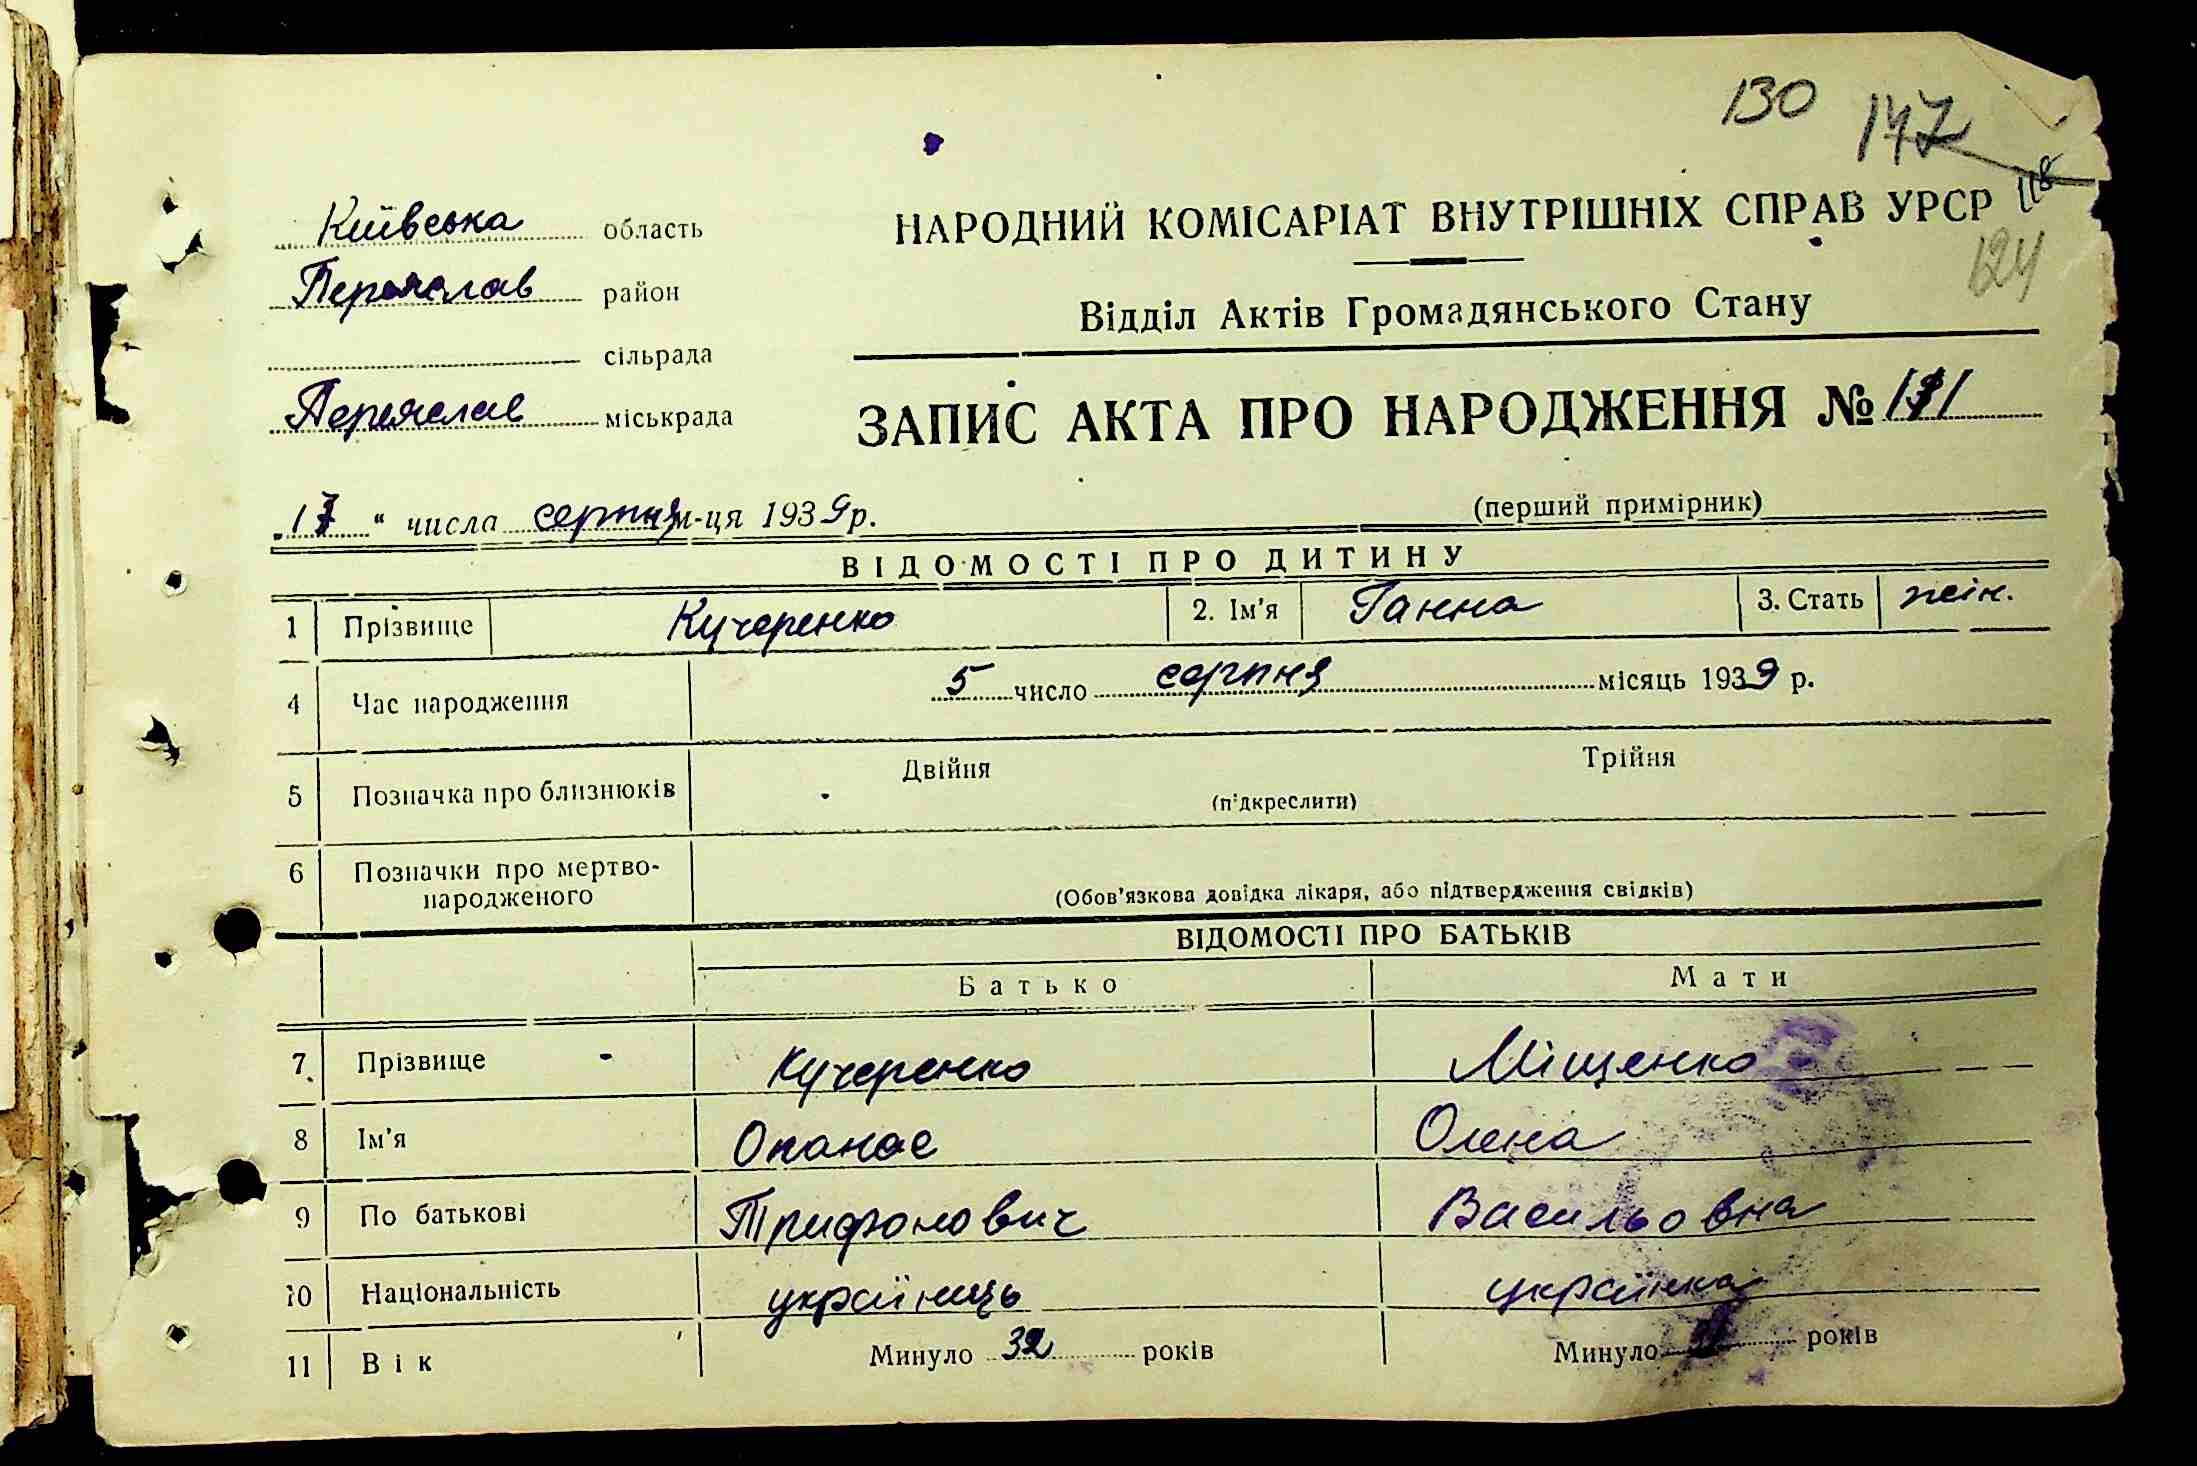 130 147
118
Київська область
НАРОДНИЙ КОМІСАРІАТ ВНУТРІШНІХ СПРАВ УРСР
124
Переяслав район
Відділ Актів Громадянського Стану
сільрада
Переяслав міськрада
ЗАПИС АКТА ПРО НАРОДЖЕННЯ №
„17“ числа серпня м-ця 1939 р.
(перший примірник)
ВІДОМОСТІ ПРО ДИТИНУ
1 Прізвище Кучеренко 2. Ім'я Ганна 3. Стать жін.
4 Час народження 5 число серпня місяць 1939 р.
5 Позначка про близнюків Двійня Трійня
(підкреслити)
6 Позначки про мертво-
народженого
(Обов'язкова довідка лікаря, або підтвердження свідків)
ВІДОМОСТІ ПРО БАТЬКІВ
Батько Мати
7 Прізвище Кучеренко Міщенко
8 Ім'я Опанас Олена
9 По батькові Трифонович Васильовна
10 Національність україниць українка
11 Вік Минуло 32 років Минуло років